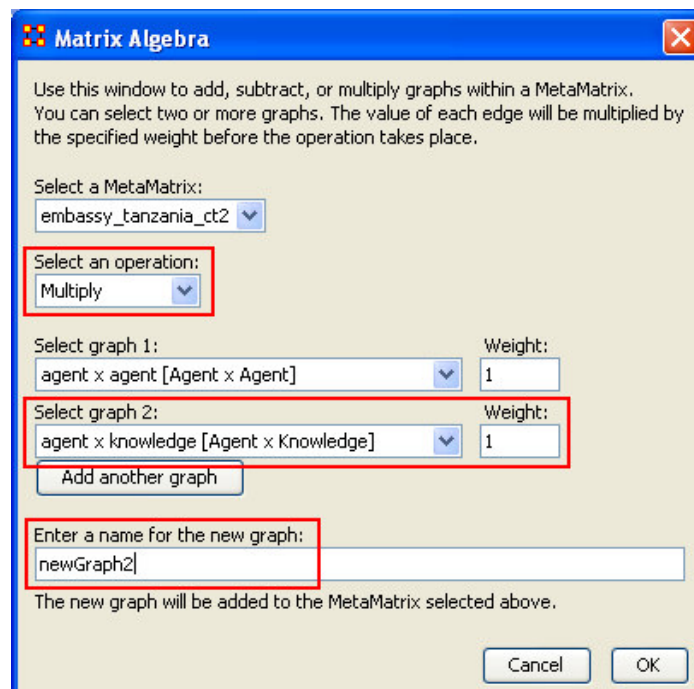 Matrix Algebra
Use this window to add, subtract, or multiply graphs within a MetaMatrix.
You can select two or more graphs. The value of each edge will be multiplied by
the specified weight before the operation takes place.
Select a MetaMatrix:
embassy_tanzania_ct2
Select an operation:
Multiply
Select graph 1: Weight:
agent x agent [Agent x Agent] 1
Select graph 2: Weight:
agent x knowledge [Agent x Knowledge] 1
Add another graph
Enter a name for the new graph:
newGraph2
The new graph will be added to the MetaMatrix selected above.
Cancel OK